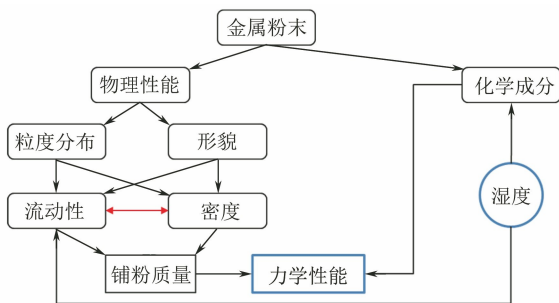 金属粉末
物理性能
化学成分
粒度分布
形貌
流动性
密度
湿度
铺粉质量
力学性能